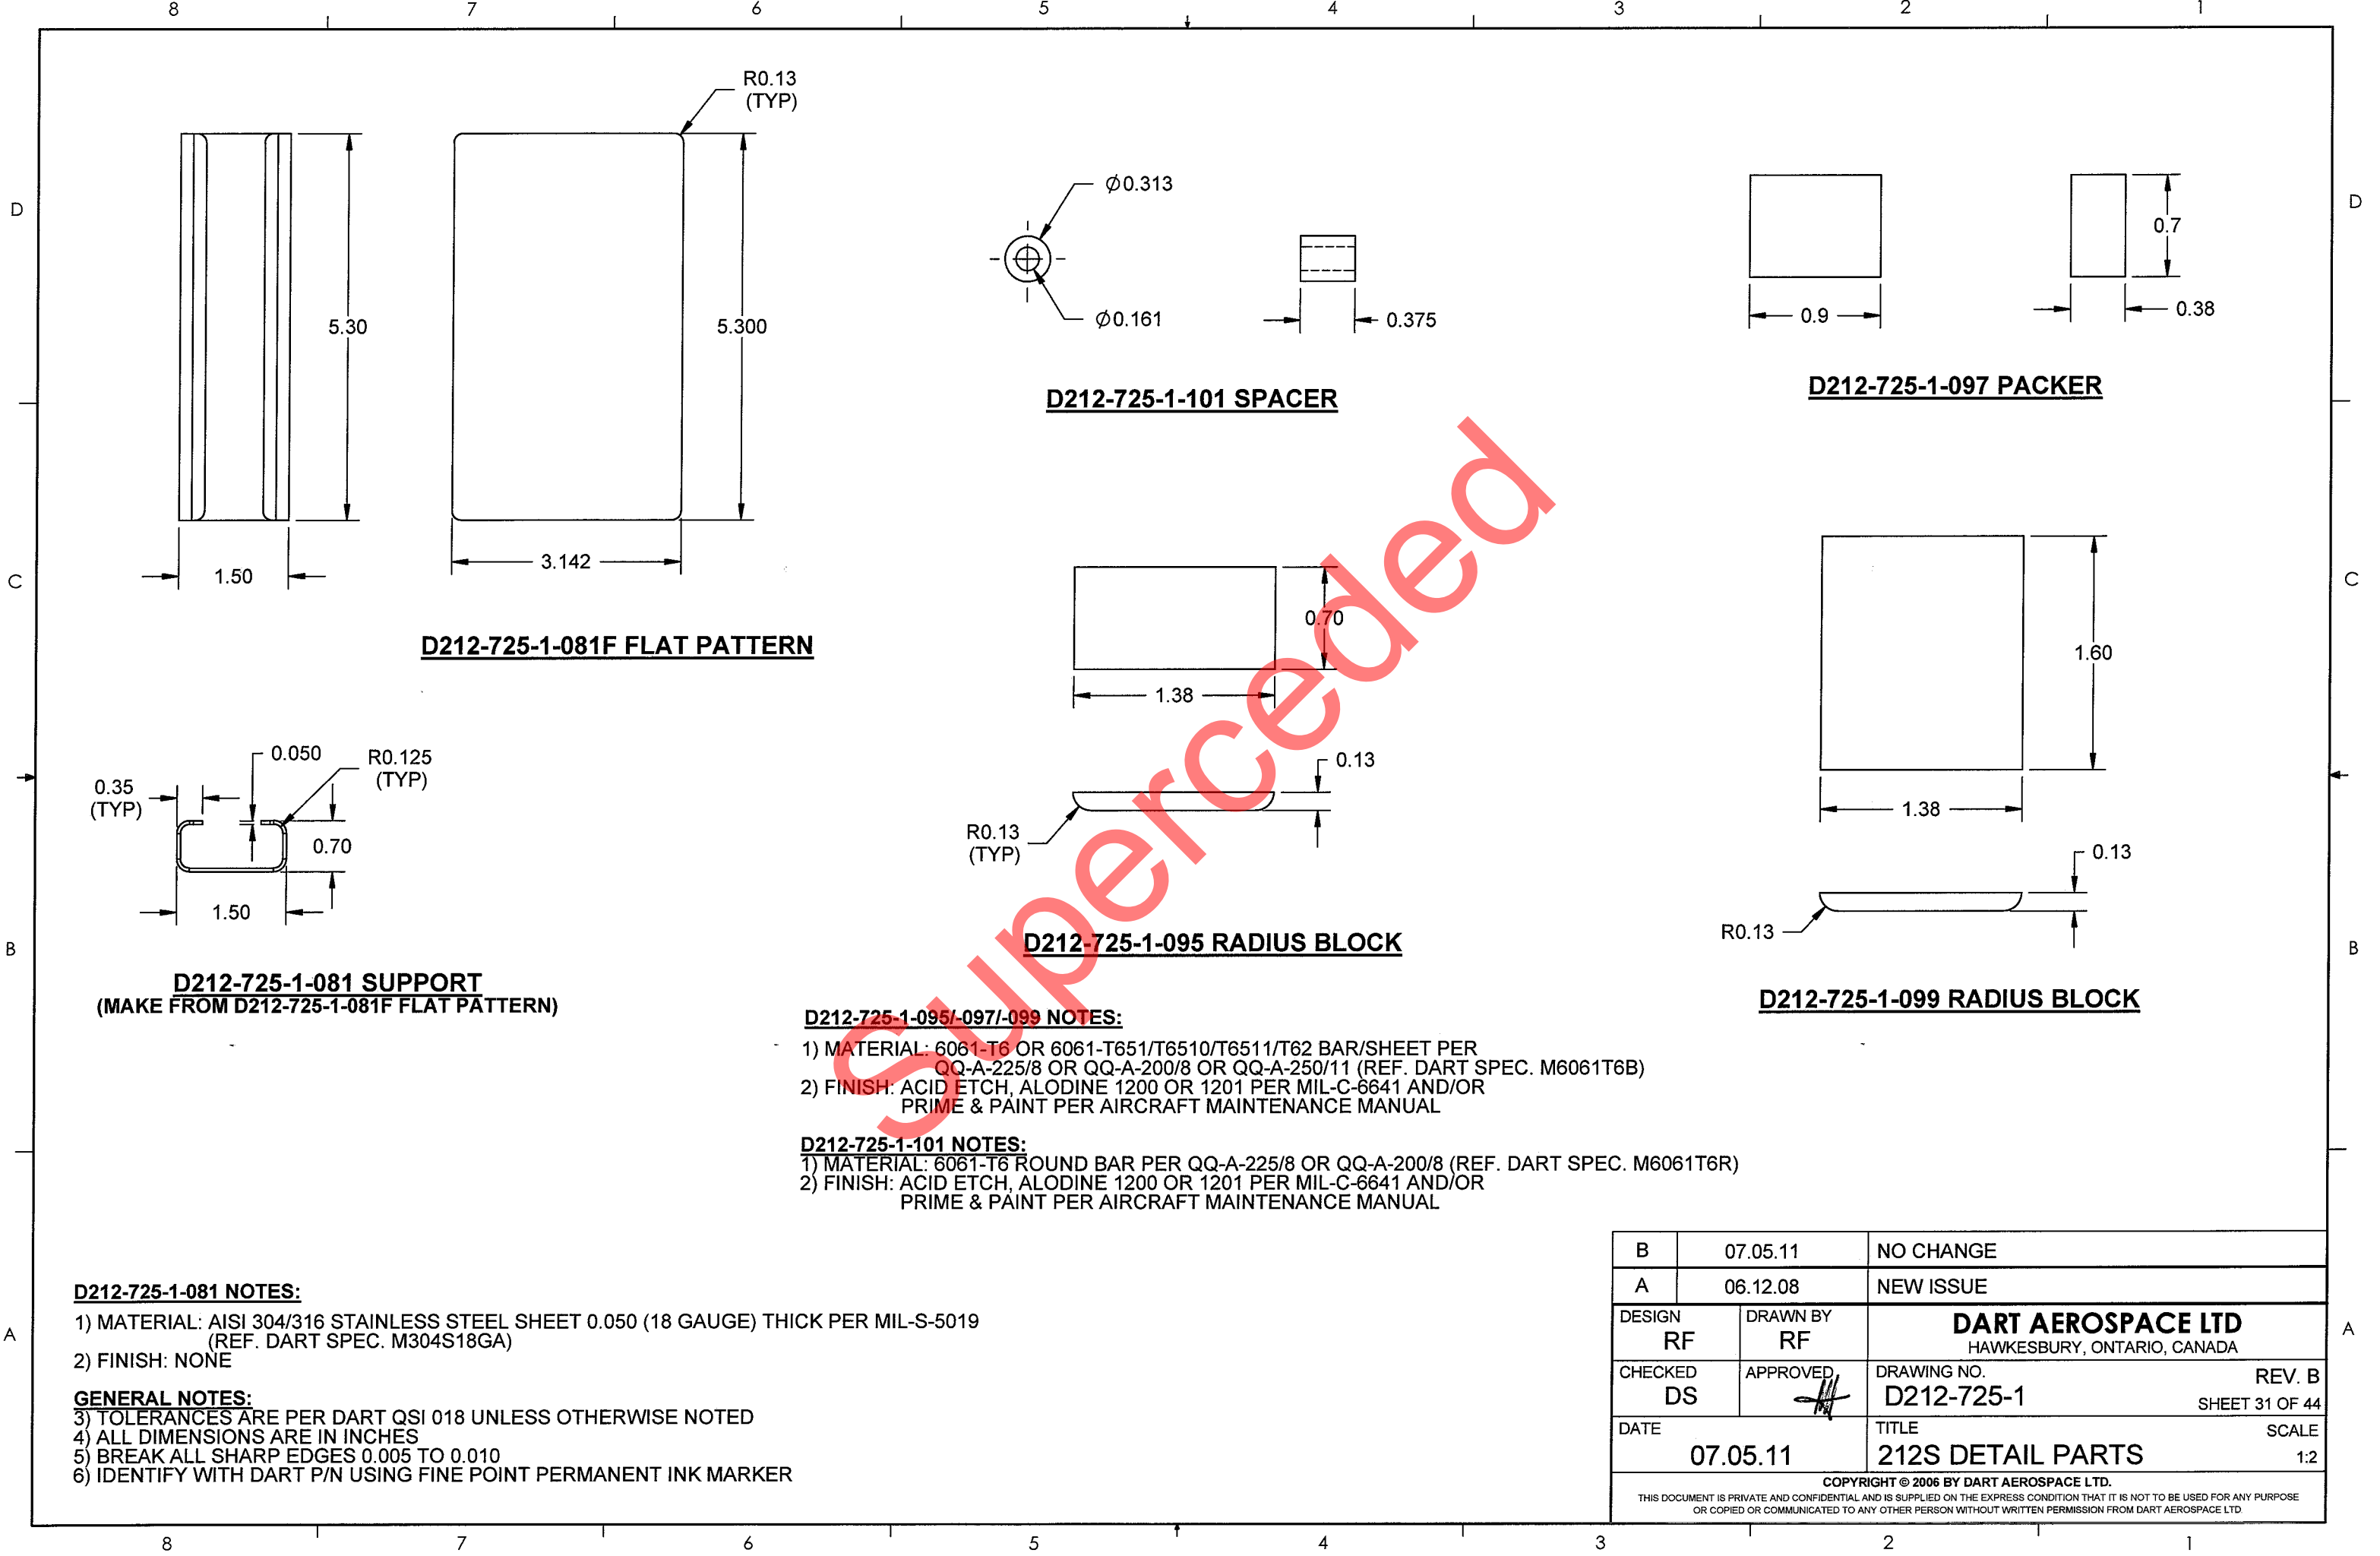 8 7 6 5 4 3 2 1
D
C
B
A
D
C
B
A
R0.13
(TYP)
5.30
5.300
1.50
3.142
D212-725-1-081F FLAT PATTERN
Ø0.313
Ø0.161
0.375
D212-725-1-101 SPACER
0.7
0.9
0.38
D212-725-1-097 PACKER
0.70
1.38
0.13
R0.13
(TYP)
D212-725-1-095 RADIUS BLOCK
1.60
1.38
0.13
R0.13
D212-725-1-099 RADIUS BLOCK
0.35
(TYP)
0.050
R0.125
(TYP)
0.70
1.50
D212-725-1-081 SUPPORT
(MAKE FROM D212-725-1-081F FLAT PATTERN)
Superceded
D212-725-1-095/-097/-099 NOTES:
1) MATERIAL: 6061-T6 OR 6061-T651/T6510/T6511/T62 BAR/SHEET PER
QQ-A-225/8 OR QQ-A-200/8 OR QQ-A-250/11 (REF. DART SPEC. M6061T6B)
2) FINISH: ACID ETCH, ALODINE 1200 OR 1201 PER MIL-C-6641 AND/OR
PRIME & PAINT PER AIRCRAFT MAINTENANCE MANUAL
D212-725-1-101 NOTES:
1) MATERIAL: 6061-T6 ROUND BAR PER QQ-A-225/8 OR QQ-A-200/8 (REF. DART SPEC. M6061T6R)
2) FINISH: ACID ETCH, ALODINE 1200 OR 1201 PER MIL-C-6641 AND/OR
PRIME & PAINT PER AIRCRAFT MAINTENANCE MANUAL
D212-725-1-081 NOTES:
1) MATERIAL: AISI 304/316 STAINLESS STEEL SHEET 0.050 (18 GAUGE) THICK PER MIL-S-5019
(REF. DART SPEC. M304S18GA)
2) FINISH: NONE
GENERAL NOTES:
3) TOLERANCES ARE PER DART QSI 018 UNLESS OTHERWISE NOTED
4) ALL DIMENSIONS ARE IN INCHES
5) BREAK ALL SHARP EDGES 0.005 TO 0.010
6) IDENTIFY WITH DART P/N USING FINE POINT PERMANENT INK MARKER
B 07.05.11 NO CHANGE
A 06.12.08 NEW ISSUE
DESIGN
RF
DRAWN BY
RF
DART AEROSPACE LTD
HAWKESBURY, ONTARIO, CANADA
CHECKED
DS
APPROVED
DRAWING NO.
D212-725-1
REV. B
SHEET 31 OF 44
DATE
07.05.11
TITLE
212S DETAIL PARTS
SCALE
1:2
COPYRIGHT © 2006 BY DART AEROSPACE LTD.
THIS DOCUMENT IS PRIVATE AND CONFIDENTIAL AND IS SUPPLIED ON THE EXPRESS CONDITION THAT IT IS NOT TO BE USED FOR ANY PURPOSE
OR COPIED OR COMMUNICATED TO ANY OTHER PERSON WITHOUT WRITTEN PERMISSION FROM DART AEROSPACE LTD.
8 7 6 5 4 3 2 1